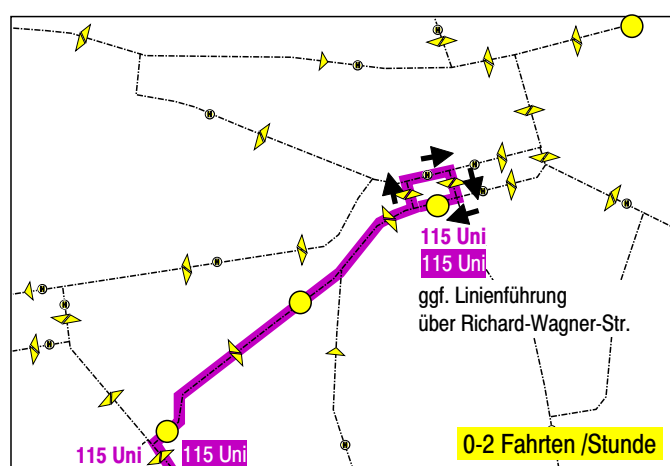 H
H
H
H
H
H
H
H
115 Uni
115 Uni
ggf. Linienführung
über Richard-Wagner-Str.
H
H
H
H
H
H
H
115 Uni 115 Uni
0-2 Fahrten /Stunde